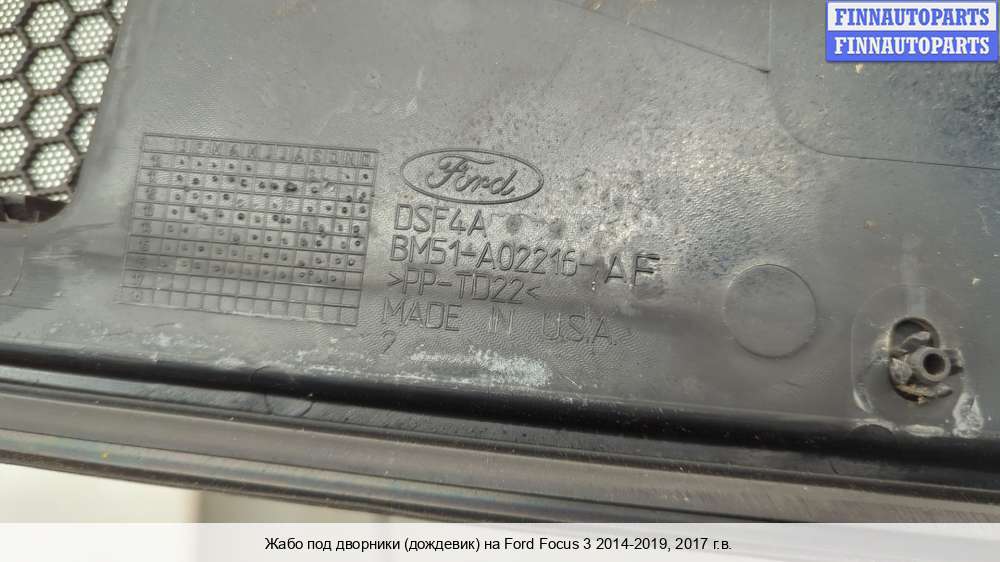 FINNAUTOPARTS
FINNAUTOPARTS
J F M A M J J A S O N D
Ford
DSF4A
BM51-A02216-AF
>PP-TD22<
MADE IN U.S.A.
2
Жабо под дворники (дождевик) на Ford Focus 3 2014-2019, 2017 г.в.